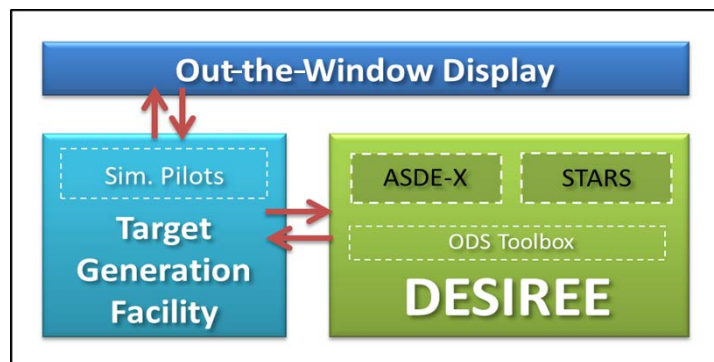 Out-the-Window Display
Sim. Pilots
Target
Generation
Facility
ASDE-X
STARS
ODS Toolbox
DESIREE